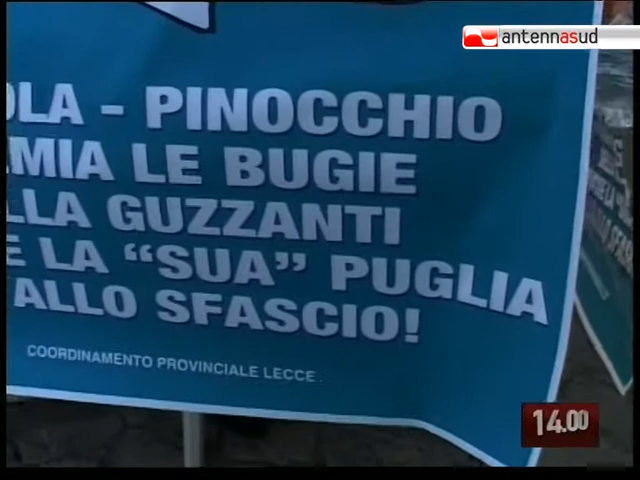 antennasud
OLA - PINOCCHIO
MIA LE BUGIE
LLA GUZZANTI
E LA “SUA” PUGLIA
ALLO SFASCIO!
COORDINAMENTO PROVINCIALE LECCE
14.00